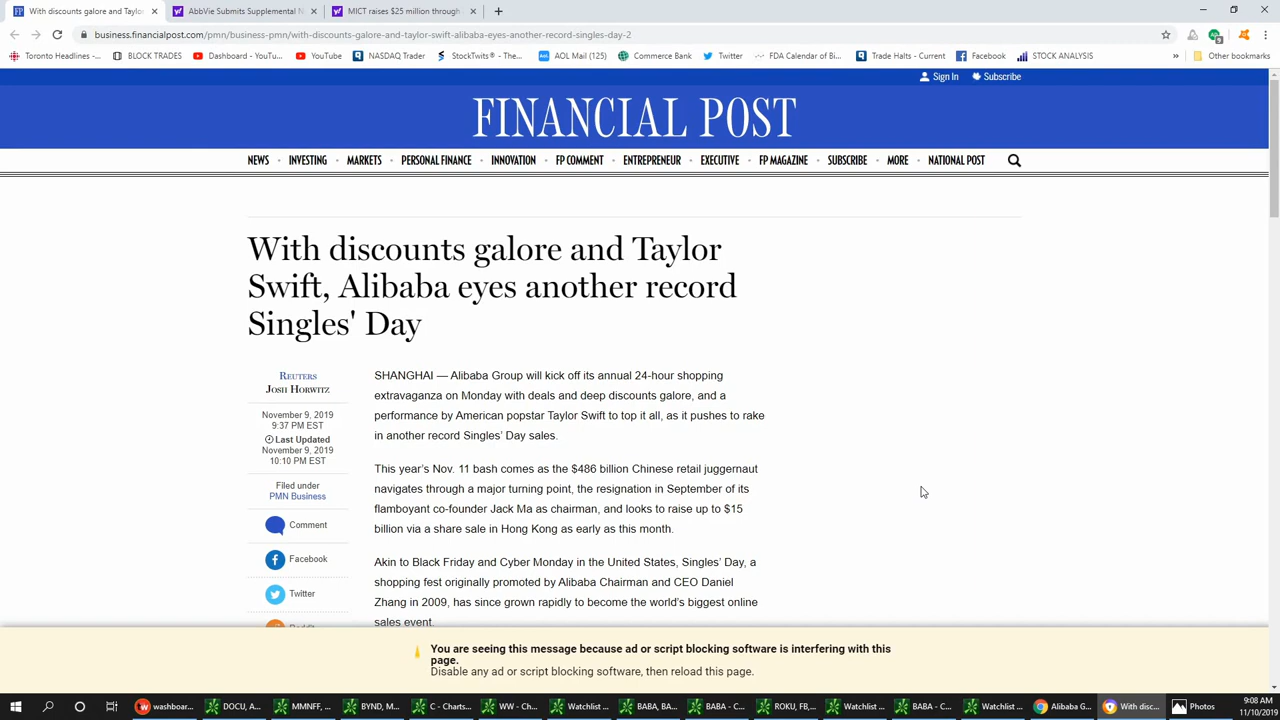 With discounts galore and Taylor
AbbVie Submits Supplemental N
MICT raises $25 million through
business.financialpost.com/pmn/business-pmn/with-discounts-galore-and-taylor-swift-alibaba-eyes-another-record-singles-day-2
Toronto Headlines -... BLOCK TRADES Dashboard - YouTu... YouTube NASDAQ Trader StockTwits® - The... AOL Mail (125) Commerce Bank Twitter FDA Calendar of Bi... Trade Halts - Current Facebook STOCK ANALYSIS » Other bookmarks
Sign In Subscribe
FINANCIAL POST
NEWS • INVESTING • MARKETS • PERSONAL FINANCE • INNOVATION • FP COMMENT • ENTREPRENEUR • EXECUTIVE • FP MAGAZINE • SUBSCRIBE • MORE • NATIONAL POST
With discounts galore and Taylor
Swift, Alibaba eyes another record
Singles' Day
REUTERS
JOSH HORWITZ
November 9, 2019
9:37 PM EST
Last Updated
November 9, 2019
10:10 PM EST
Filed under
PMN Business
Comment
Facebook
Twitter
Reddit
SHANGHAI — Alibaba Group will kick off its annual 24-hour shopping
extravaganza on Monday with deals and deep discounts galore, and a
performance by American popstar Taylor Swift to top it all, as it pushes to rake
in another record Singles' Day sales.
This year's Nov. 11 bash comes as the $486 billion Chinese retail juggernaut
navigates through a major turning point, the resignation in September of its
flamboyant co-founder Jack Ma as chairman, and looks to raise up to $15
billion via a share sale in Hong Kong as early as this month.
Akin to Black Friday and Cyber Monday in the United States, Singles' Day, a
shopping fest originally promoted by Alibaba Chairman and CEO Daniel
Zhang in 2009, has since grown rapidly to become the world's biggest online
sales event.
You are seeing this message because ad or script blocking software is interfering with this
page.
Disable any ad or script blocking software, then reload this page.
washboar... DOCU, A... MMNFF, ... BYND, M... C - Charts... WW - Ch... Watchlist ... BABA, BA... BABA - C... ROKU, FB,... Watchlist ... BABA - C... Watchlist ... Alibaba G... With disc... Photos
9:08 AM
11/10/2019